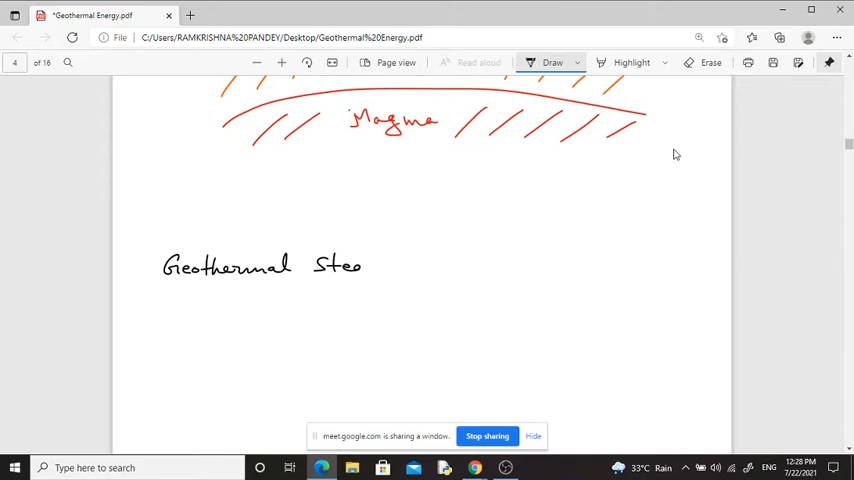 *Geothermal Energy.pdf
File C:/Users/RAMKRISHNA%20PANDEY/Desktop/Geothermal%20Energy.pdf
4 of 16 Page view Read aloud Draw Highlight Erase
Magma
Geothermal Stee
meet.google.com is sharing a window. Stop sharing Hide
Type here to search 33°C Rain ENG 12:28 PM
7/22/2021